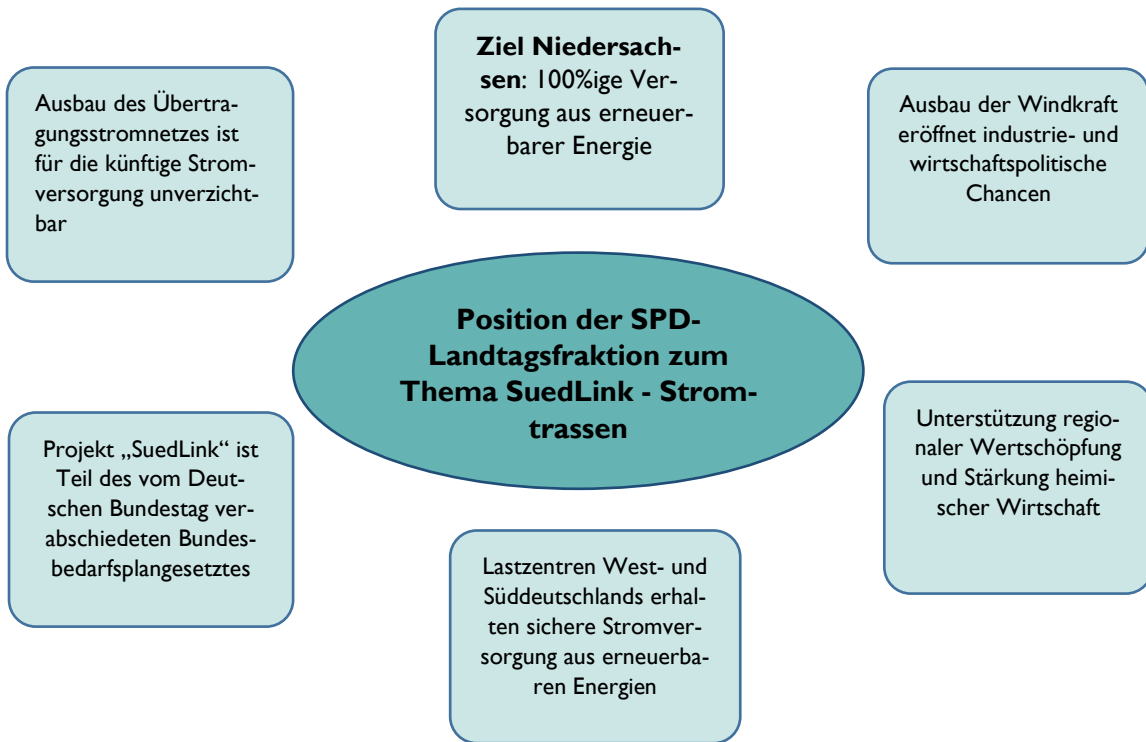 Ziel Niedersach-
sen: 100%ige Ver-
sorgung aus erneuer-
barer Energie
Ausbau des Übertra-
gungsstromnetzes ist
für die künftige Strom-
versorgung unverzicht-
bar
Ausbau der Windkraft
eröffnet industrie- und
wirtschaftspolitische
Chancen
Position der SPD-
Landtagsfraktion zum
Thema SuedLink - Strom-
trassen
Projekt „SuedLink“ ist
Teil des vom Deut-
schen Bundestag ver-
abschiedeten Bundes-
bedarfsplangesetztes
Unterstützung regio-
naler Wertschöpfung
und Stärkung heimi-
scher Wirtschaft
Lastzentren West- und
Süddeutschlands erhal-
ten sichere Stromver-
sorgung aus erneuerba-
ren Energien